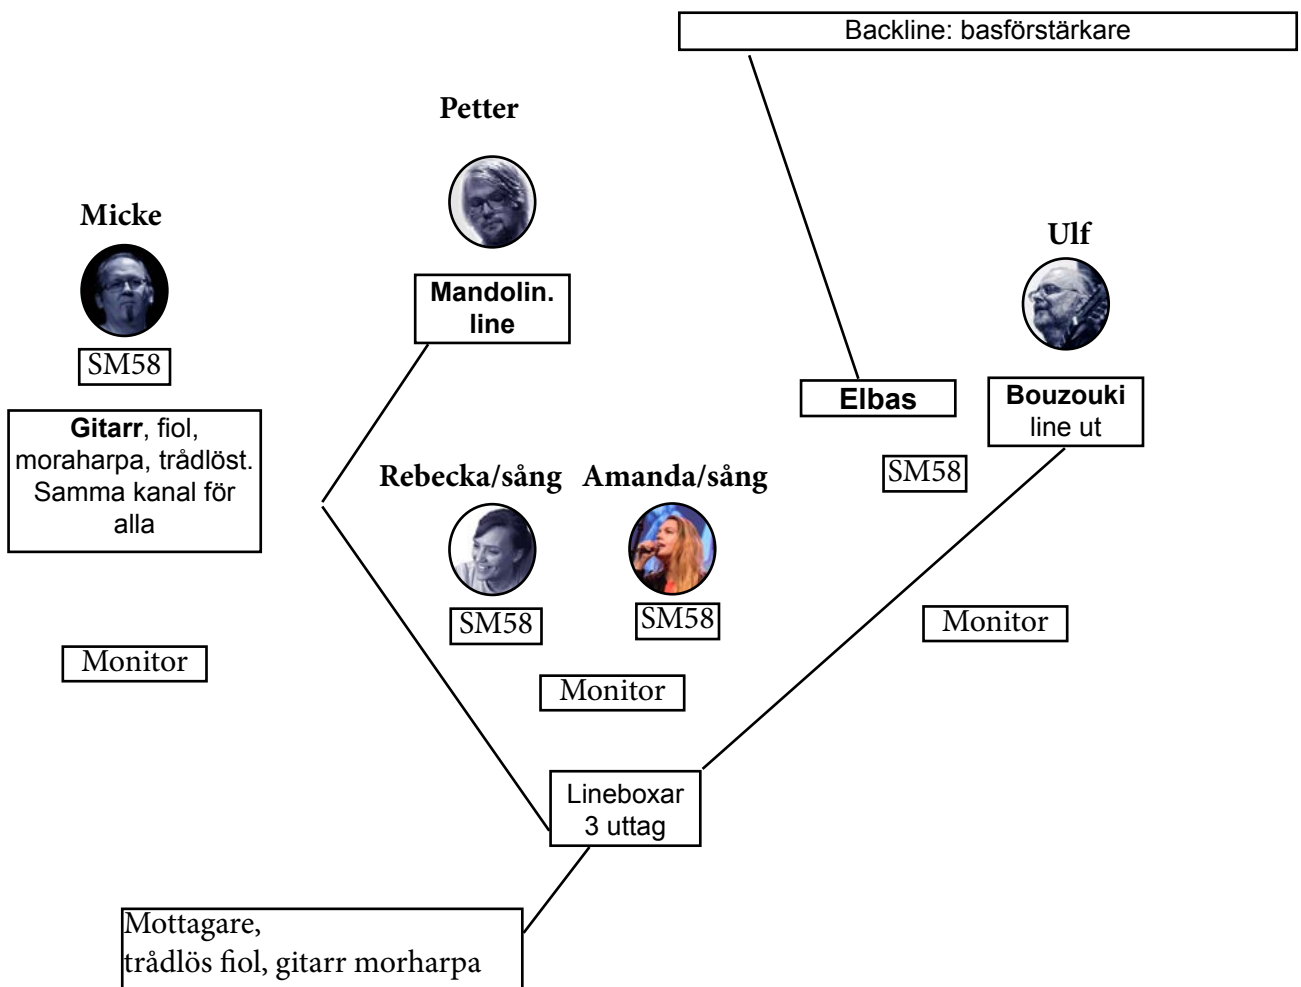 Backline: basförstärkare
Petter
Micke
Ulf
Mandolin.
line
SM58
Elbas
Bouzouki
line ut
Gitarr, fiol,
moraharpa, trådlöst.
Samma kanal för
alla
SM58
Rebecka/sång
Amanda/sång
SM58
SM58
Monitor
Monitor
Monitor
Lineboxar
3 uttag
Mottagare,
trådlös fiol, gitarr morharpa